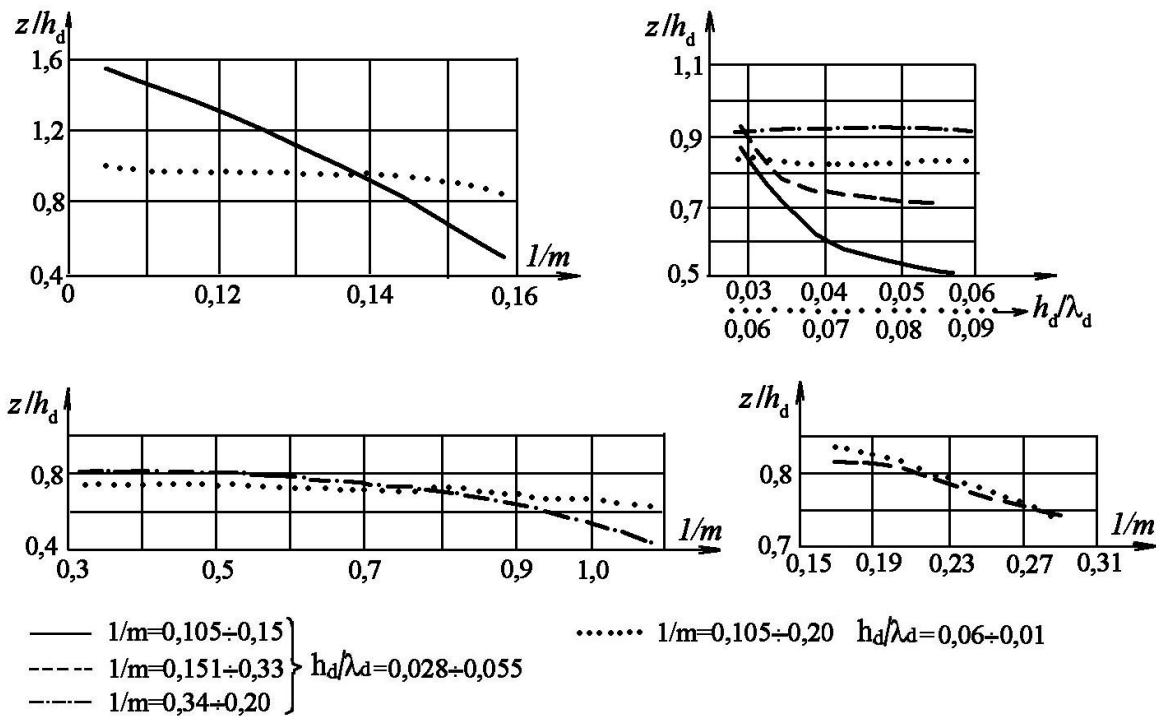 z/hd
1,6
1,2
0,8
0,4
0
0,12
0,14
0,16
1/m
z/hd
1,1
0,9
0,7
0,5
0,03 0,04 0,05 0,06
0,06 0,07 0,08 0,09
hd/λd
z/hd
0,8
0,4
0,3 0,5 0,7 0,9 1,0
1/m
z/hd
0,8
0,7
0,15 0,19 0,23 0,27 0,31
1/m
1/m=0,105÷0,15
1/m=0,151÷0,33
1/m=0,34÷0,20
hd/λd=0,028÷0,055
1/m=0,105÷0,20 hd/λd=0,06÷0,01